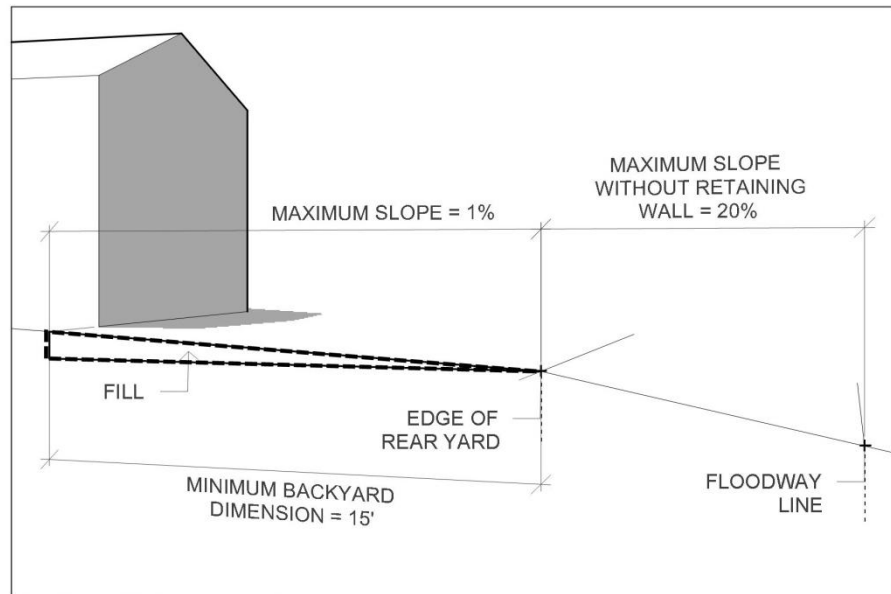 MAXIMUM SLOPE
WITHOUT RETAINING
WALL = 20%
MAXIMUM SLOPE = 1%
FILL
EDGE OF
REAR YARD
MINIMUM BACKYARD
DIMENSION = 15'
FLOODWAY
LINE